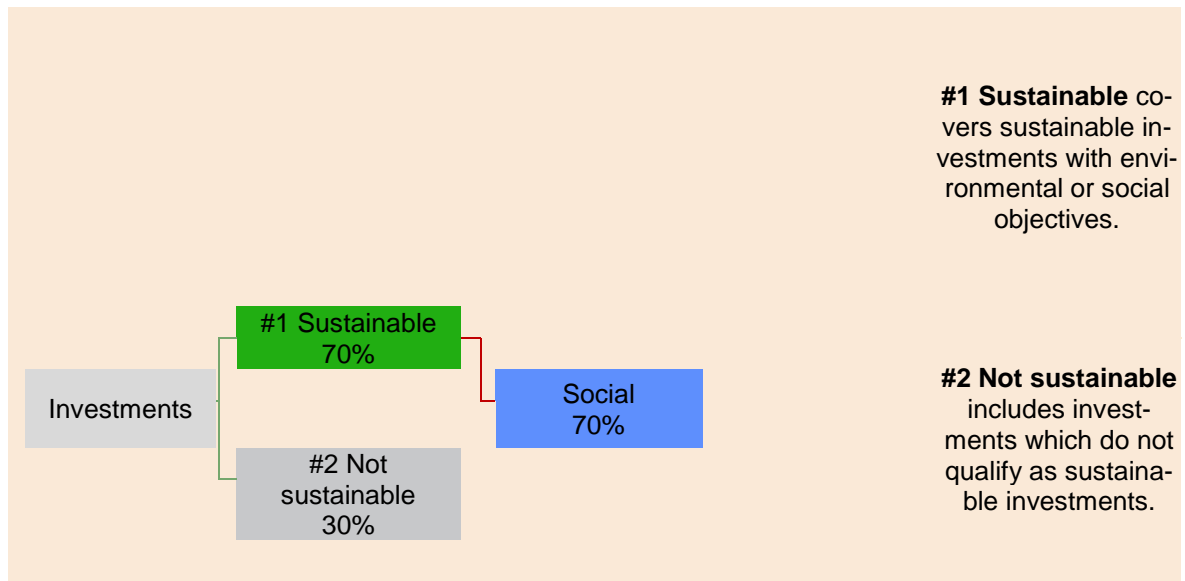 #1 Sustainable co-
vers sustainable in-
vestments with envi-
ronmental or social
objectives.
#1 Sustainable
70%
Investments
Social
70%
#2 Not
sustainable
30%
#2 Not sustainable
includes invest-
ments which do not
qualify as sustaina-
ble investments.